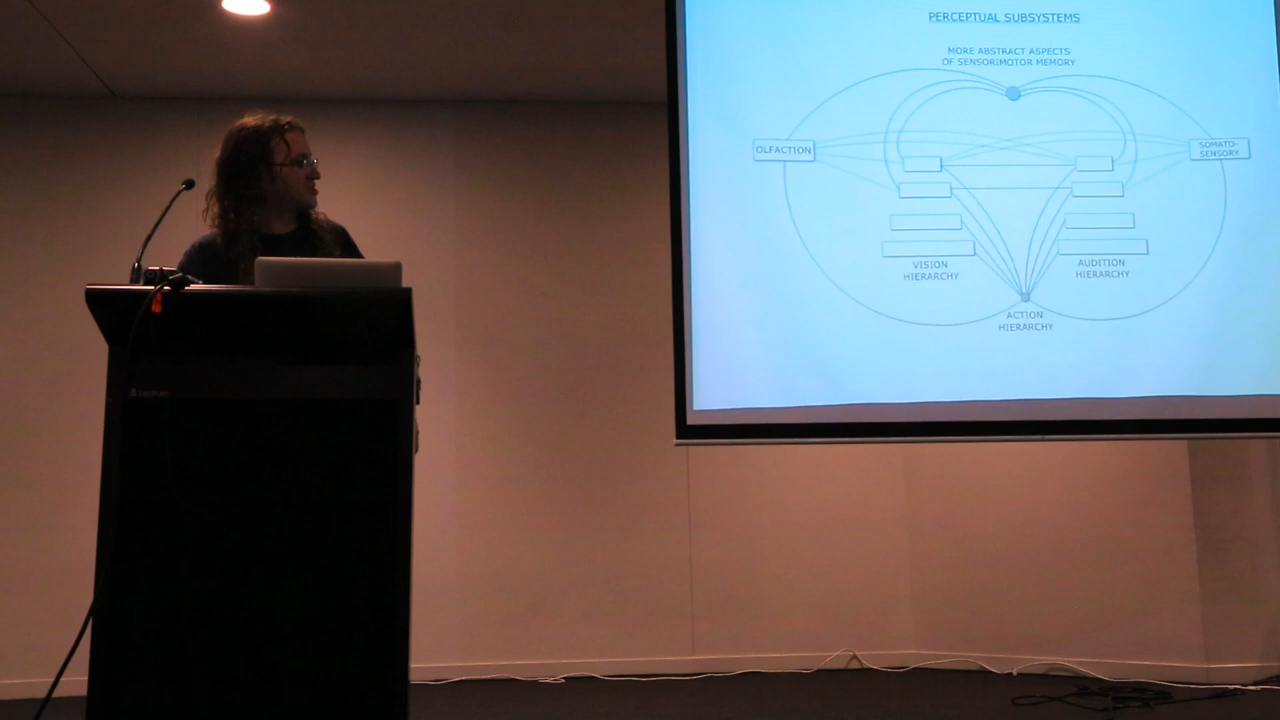 PERCEPTUAL SUBSYSTEMS
MORE ABSTRACT ASPECTS
OF SENSORIMOTOR MEMORY
OLFACTION
SOMATO-
SENSORY
VISION
HIERARCHY
AUDITION
HIERARCHY
ACTION
HIERARCHY